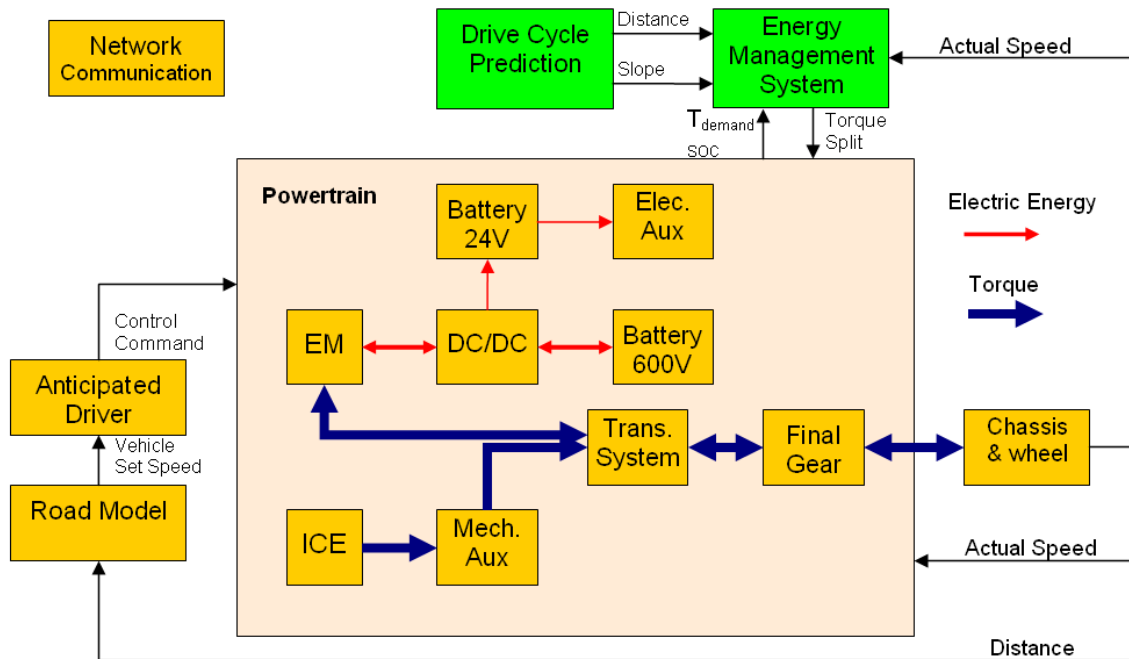 Network
Communication
Drive Cycle
Prediction
Distance
Slope
Energy
Management
System
Actual Speed
T demand
SOC
Torque
Split
Powertrain
Battery
24V
Elec.
Aux
Electric Energy
Torque
Control
Command
EM
DC/DC
Battery
600V
Anticipated
Driver
Vehicle
Set Speed
Road Model
Trans.
System
Final
Gear
Chassis
& wheel
ICE
Mech.
Aux
Actual Speed
Distance